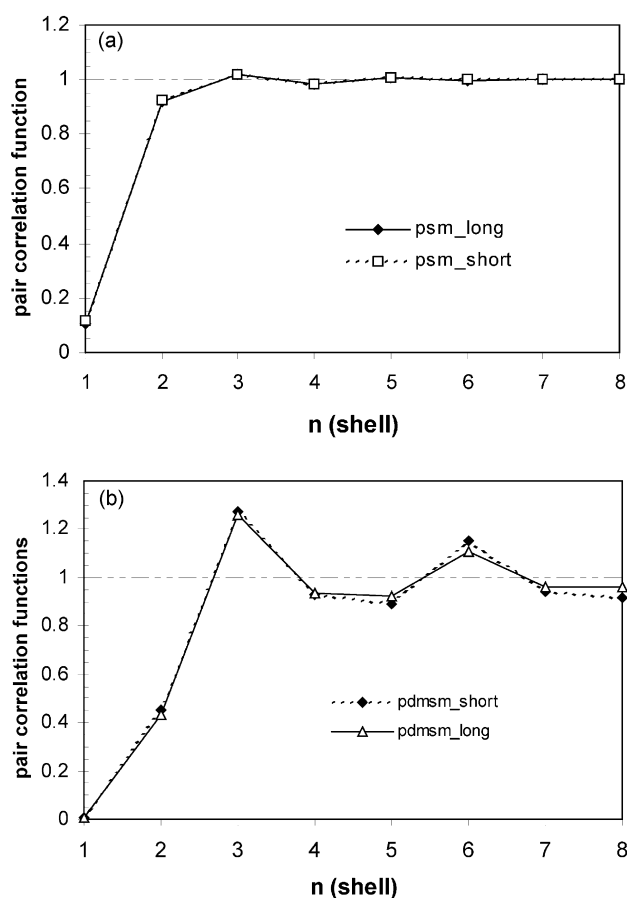 (a)
1.2
1
0.8
0.6
0.4
0.2
0
pair correlation function
psm_long
psm_short
1 2 3 4 5 6 7 8
n (shell)
(b)
1.4
1.2
1
0.8
0.6
0.4
0.2
0
pair correlation functions
pdmsm_short
pdmsm_long
1 2 3 4 5 6 7 8
n (shell)